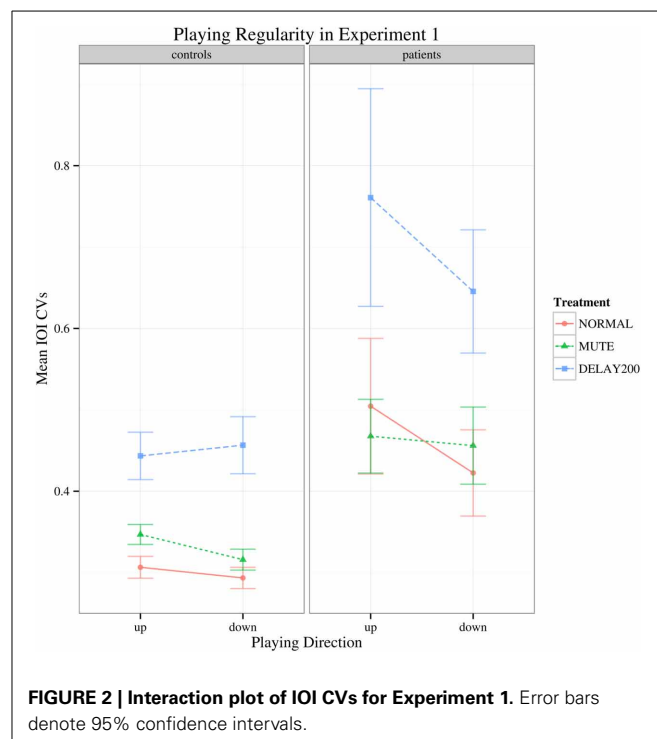 Playing Regularity in Experiment 1
controls
patients
0.8
0.6
0.4
Mean IOI CVs
up
down
up
down
Playing Direction
Treatment
NORMAL
MUTE
DELAY200
FIGURE 2 | Interaction plot of IOI CVs for Experiment 1. Error bars
denote 95% confidence intervals.